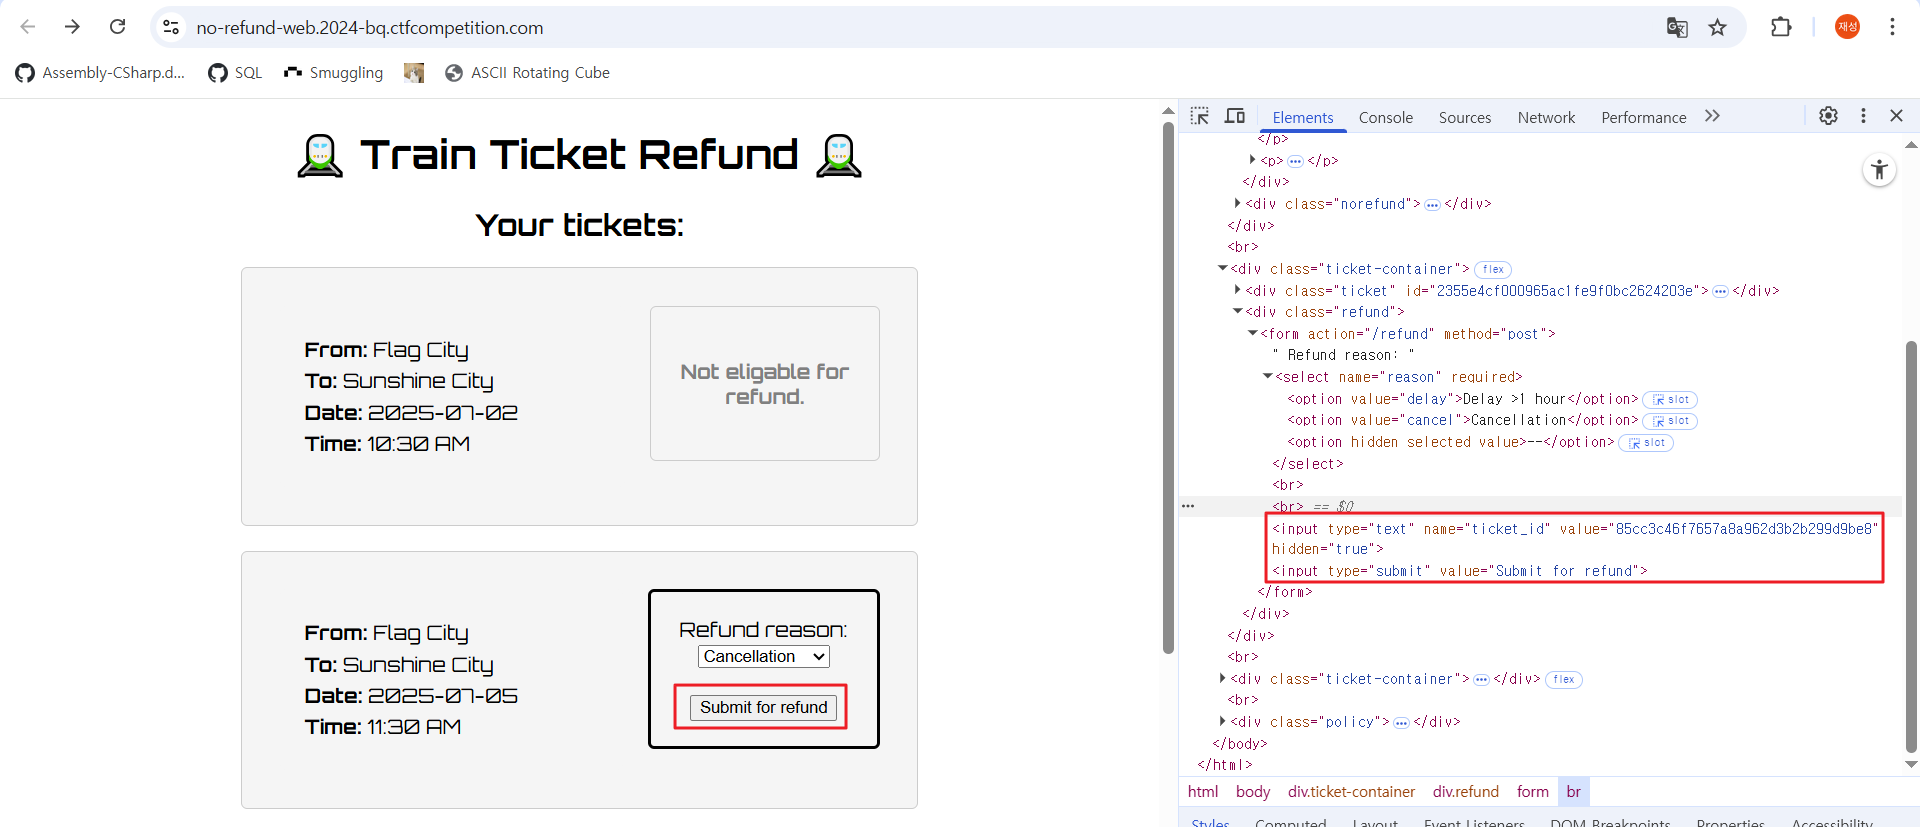 no-refund-web.2024-bq.ctfcompetition.com
재성
Assembly-CSharp.d...
SQL
Smuggling
ASCII Rotating Cube
Train Ticket Refund
Your tickets:
From: Flag City
To: Sunshine City
Date: 2025-07-02
Time: 10:30 AM
Not eligable for
refund.
From: Flag City
To: Sunshine City
Date: 2025-07-05
Time: 11:30 AM
Refund reason:
Cancellation
Submit for refund
Elements Console Sources Network Performance
</p>
<p> ... </p>
</div>
<div class="norefund"> ... </div>
</div>
<br>
<div class="ticket-container"> flex
<div class="ticket" id="2355e4cf000965ac1fe9f0bc2624203e"> ... </div>
<div class="refund">
<form action="/refund" method="post">
" Refund reason: "
<select name="reason" required>
<option value="delay">Delay >1 hour</option> slot
<option value="cancel">Cancellation</option> slot
<option hidden selected value>--</option> slot
</select>
<br>
... <br> == $0
<input type="text" name="ticket_id" value="85cc3c46f7657a8a962d3b2b299d9be8"
hidden="true">
<input type="submit" value="Submit for refund">
</form>
</div>
</div>
<br>
<div class="ticket-container"> ... </div> flex
<br>
<div class="policy"> ... </div>
</body>
</html>
html body div.ticket-container div.refund form br
Styles Computed Layout Event Listeners DOM Breakpoints Properties Accessibility